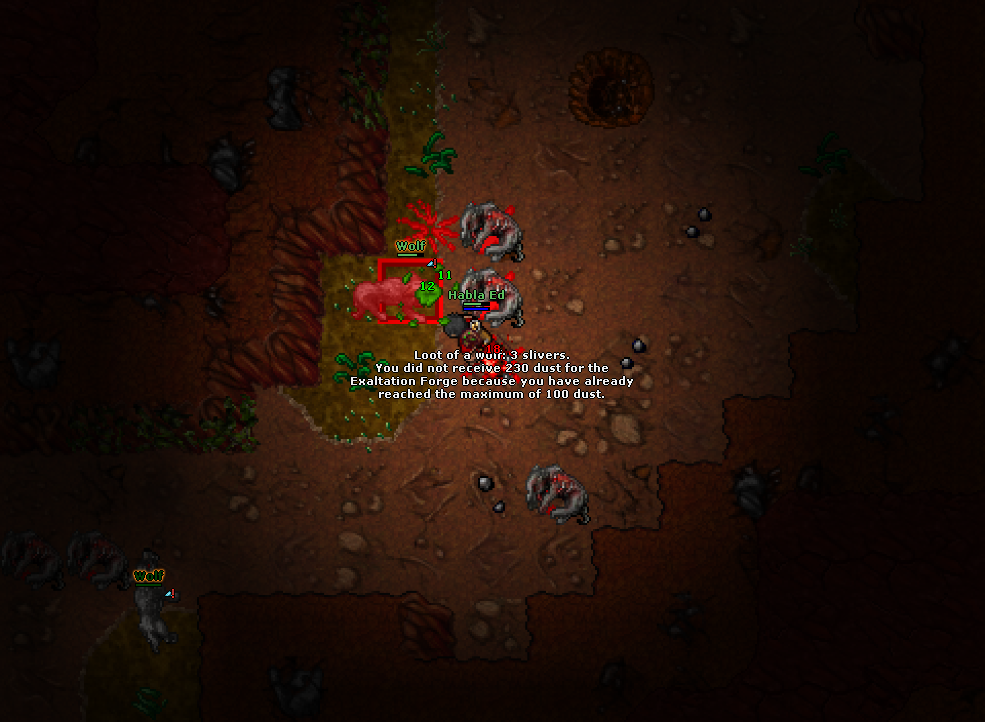 Wolf
11
12
Habla Ed
18
Loot of a wolf: 3 slivers.
You did not receive 230 dust for the
Exaltation Forge because you have already
reached the maximum of 100 dust.
Wolf